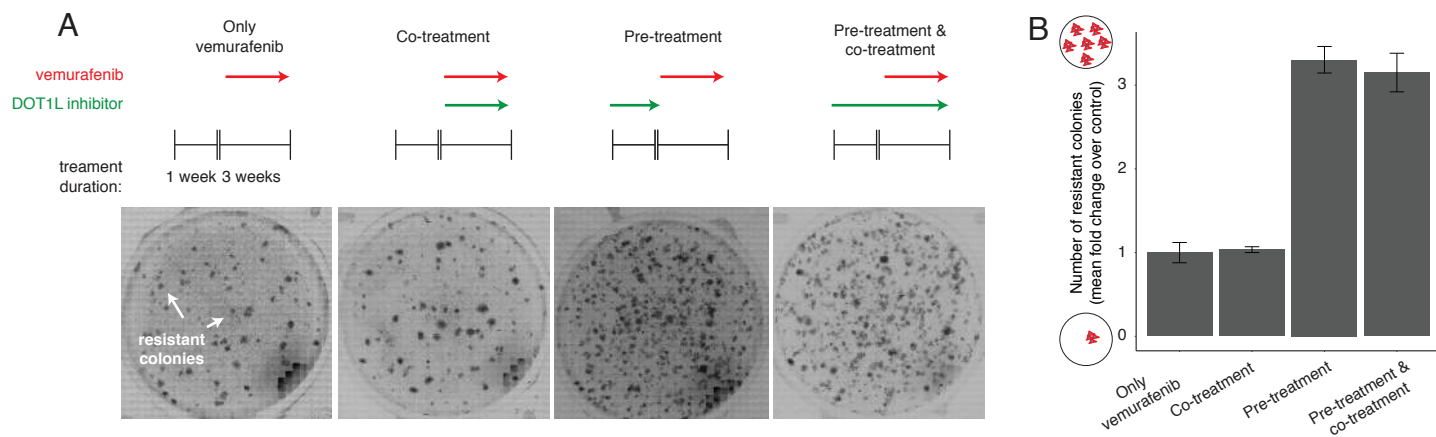 A
Only
vemurafenib
Co-treatment
Pre-treatment
Pre-treatment &
co-treatment
vemurafenib
DOT1L inhibitor
treament
duration:
1 week 3 weeks
resistant
colonies
B
Number of resistant colonies
(mean fold change over control)
3
2
1
0
Only
vemurafenib
Co-treatment
Pre-treatment
Pre-treatment &
co-treatment